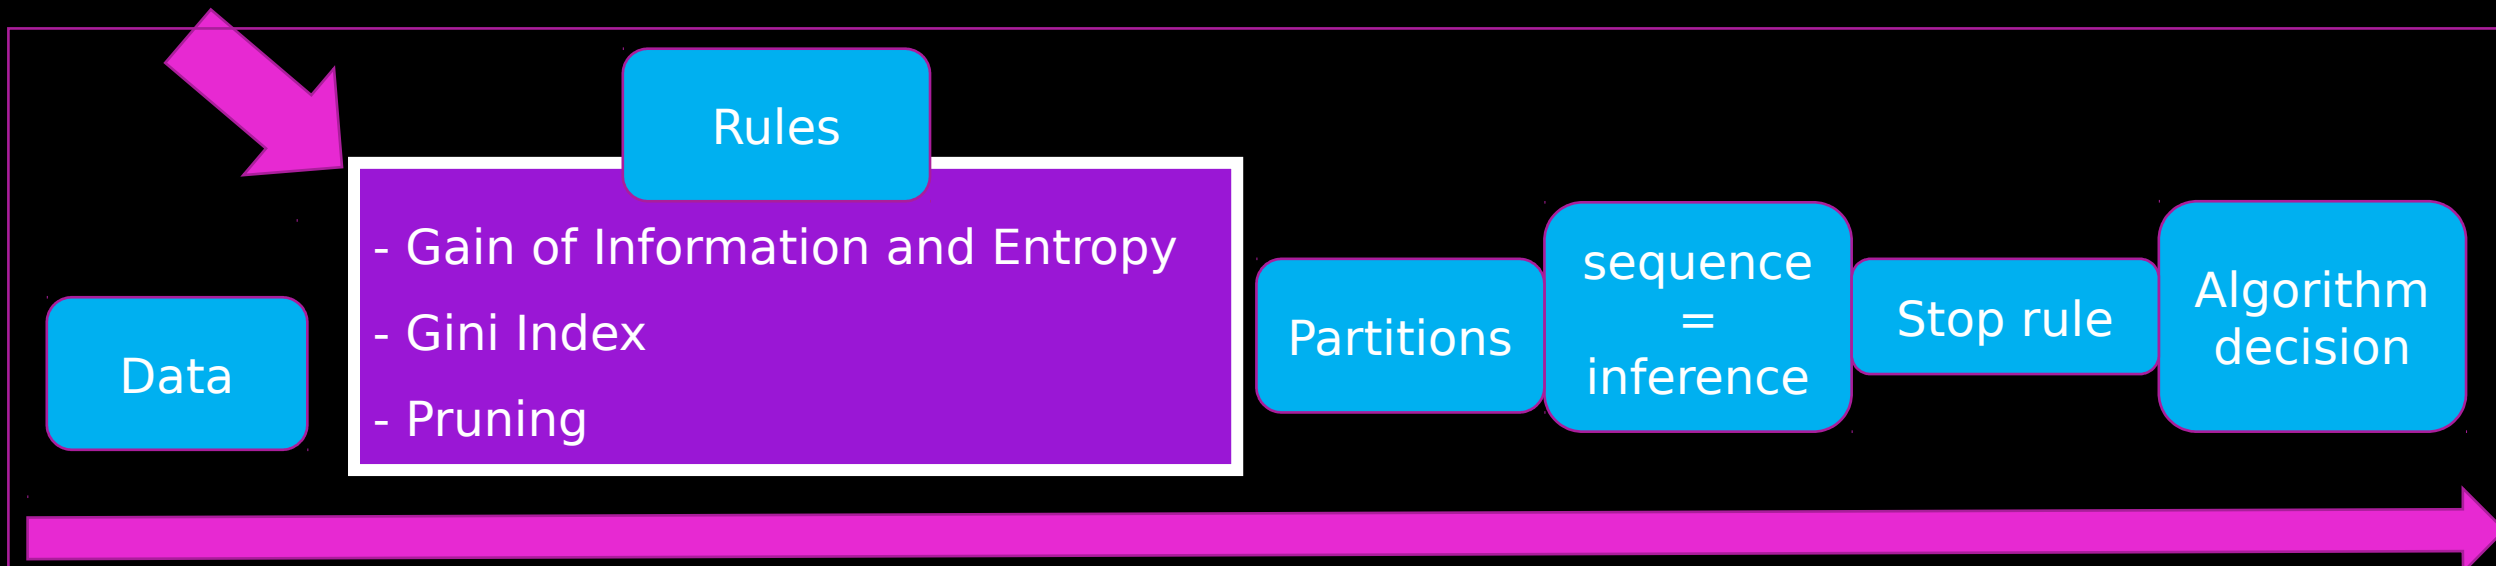 Rules
- Gain of Information and Entropy
- Gini Index
- Pruning
Data
Partitions
sequence
=
inference
Stop rule
Algorithm
decision